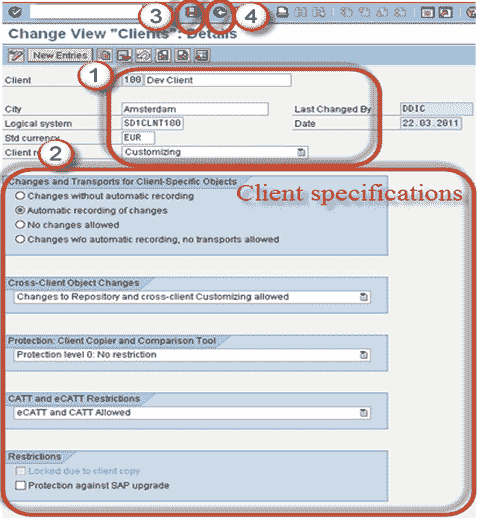 3
4
Change View "Clients": Details
New Entries
1
Client 100 Dev Client
City Amsterdam Last Changed By DDIC
Logical system SD1CLNT100 Date 22.03.2011
Std currency EUR
Client r Customizing
2
Changes and Transports for Client-Specific Objects
Client specifications
Changes without automatic recording
Automatic recording of changes
No changes allowed
Changes w/o automatic recording, no transports allowed
Cross-Client Object Changes
Changes to Repository and cross-client Customizing allowed
Protection: Client Copier and Comparison Tool
Protection level 0: No restriction
CATT and eCATT Restrictions
eCATT and CATT Allowed
Restrictions
Locked due to client copy
Protection against SAP upgrade